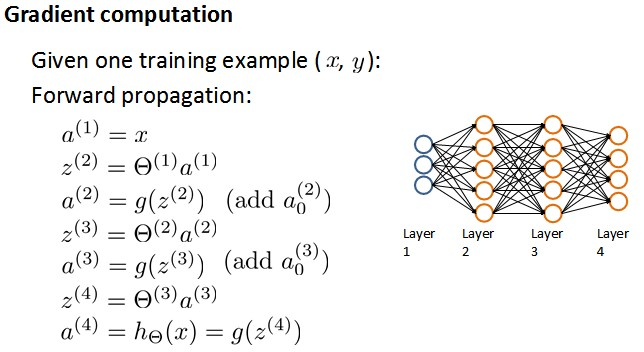 Gradient computation
Given one training example (x, y):
Forward propagation:
a^{(1)} = x
z^{(2)} = Θ^{(1)}a^{(1)}
a^{(2)} = g(z^{(2)}) (add a_0^{(2)})
z^{(3)} = Θ^{(2)}a^{(2)}
a^{(3)} = g(z^{(3)}) (add a_0^{(3)})
z^{(4)} = Θ^{(3)}a^{(3)}
a^{(4)} = h_Θ(x) = g(z^{(4)})
Layer 1
Layer 2
Layer 3
Layer 4